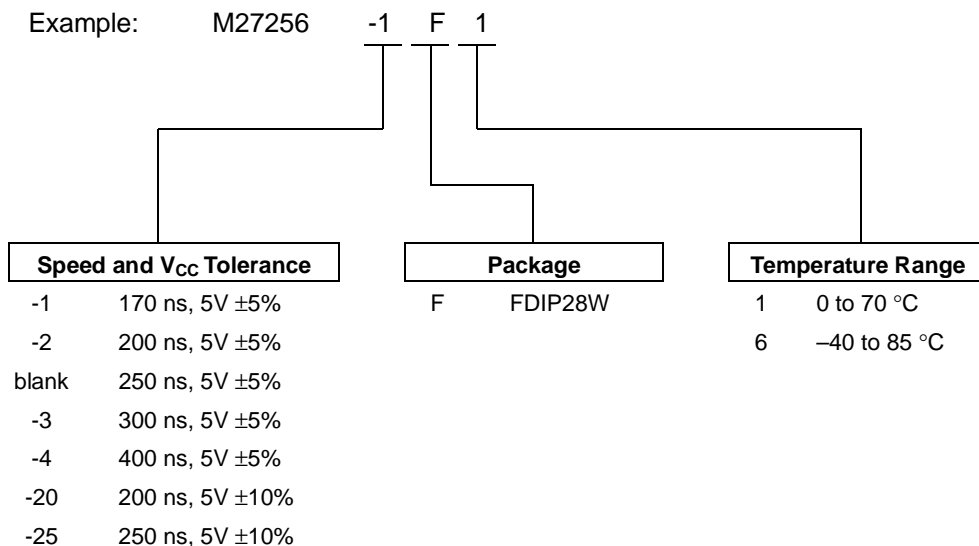 Example: M27256 -1 F 1
Speed and VCC Tolerance
-1 170 ns, 5V ±5%
-2 200 ns, 5V ±5%
blank 250 ns, 5V ±5%
-3 300 ns, 5V ±5%
-4 400 ns, 5V ±5%
-20 200 ns, 5V ±10%
-25 250 ns, 5V ±10%
Package
F FDIP28W
Temperature Range
1 0 to 70 °C
6 –40 to 85 °C